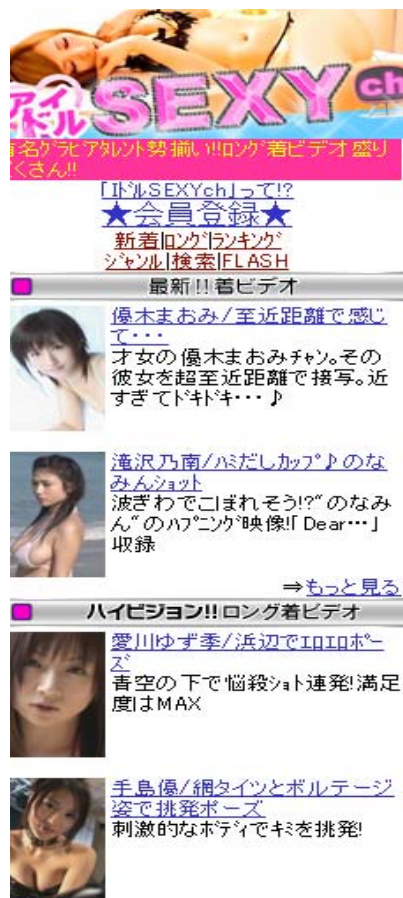 アイドルSEXYch
有名ｸﾞﾗﾋﾞｱﾀﾚﾝﾄ勢揃い!!ﾛﾝｸﾞ着ビデオ盛り
くさん!!
「ｱｲﾄﾞﾙSEXYch」って!?
★会員登録★
新着|ﾛﾝｸﾞ|ﾗﾝｷﾝｸﾞ
ｼﾞｬﾝﾙ|検索|FLASH
最新!!着ビデオ
優木まおみ/至近距離で感じ
て・・・
才女の優木まおみﾁｬﾝ。その
彼女を超至近距離で接写。近
すぎてﾄﾞｷﾄﾞｷ・・・♪
滝沢乃南/ﾊﾐだしｶｯﾌﾟ♪のな
みんｼｮｯﾄ
波ぎわでこぼれそう!?"のなみ
ん"のﾊﾌﾟﾆﾝｸﾞ映像!｢Dear…｣
収録
⇒もっと見る
ハイビジョン!!ロング着ビデオ
愛川ゆず季/浜辺でｴﾛｴﾛﾎﾟｰ
ｽﾞ
青空の下で悩殺ｼｮﾄ連発!満足
度はMAX
手島優/網タイツとボルテージ
姿で挑発ポーズ
刺激的なﾎﾞﾃﾞｨでｷﾐを挑発!